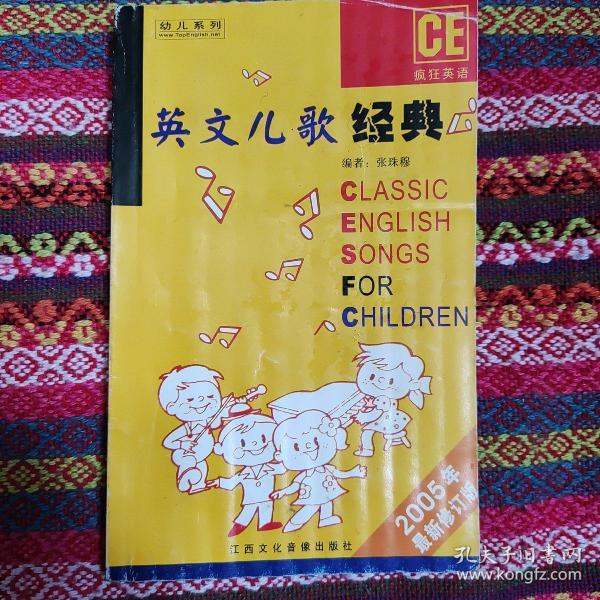 幼儿系列
www.TopEnglish.net
CE
疯狂英语
英文儿歌 经典
编者：张珠穆
CLASSIC
ENGLISH
SONGS
FOR
CHILDREN
2005年
最新修订版
江西文化音像出版社
孔夫子旧书网
www.kongfz.com